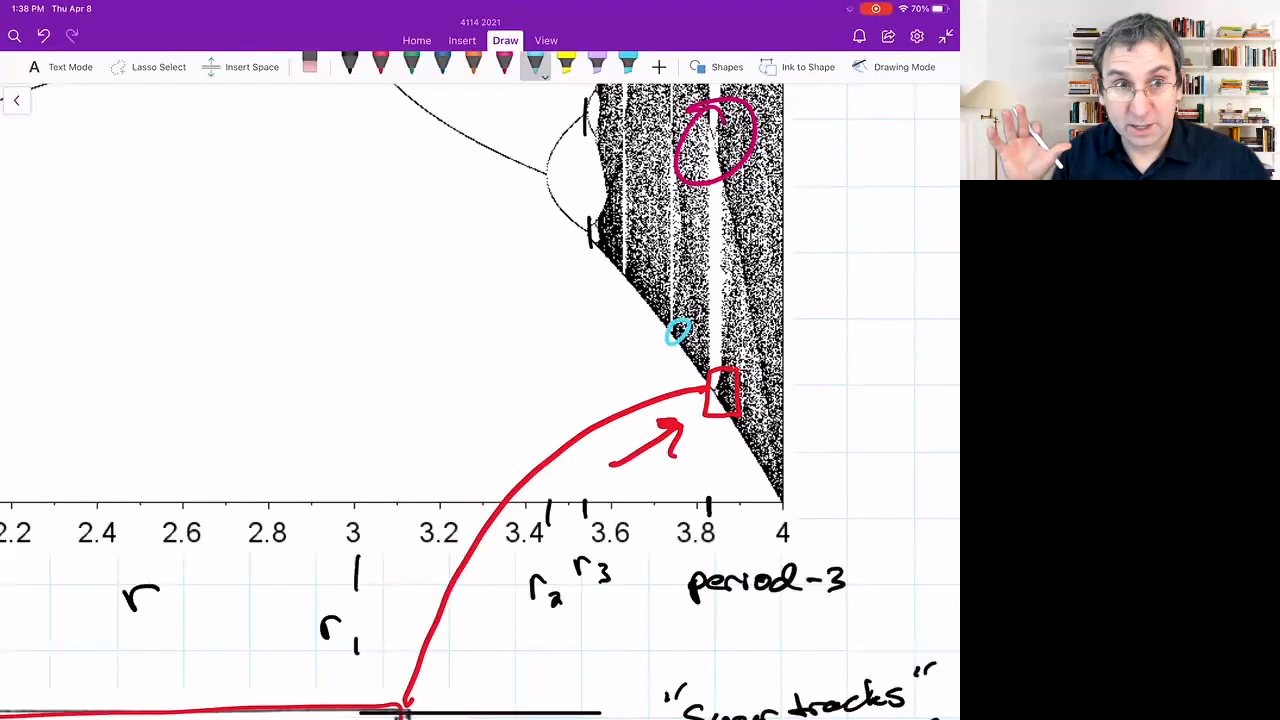 1:38 PM Thu Apr 8
70%
4114 2021
Home Insert Draw View
Text Mode Lasso Select Insert Space Shapes Ink to Shape Drawing Mode
2.2 2.4 2.6 2.8 3 3.2 3.4 3.6 3.8 4
r
r1
r2
r3
period-3
"Super tracks"